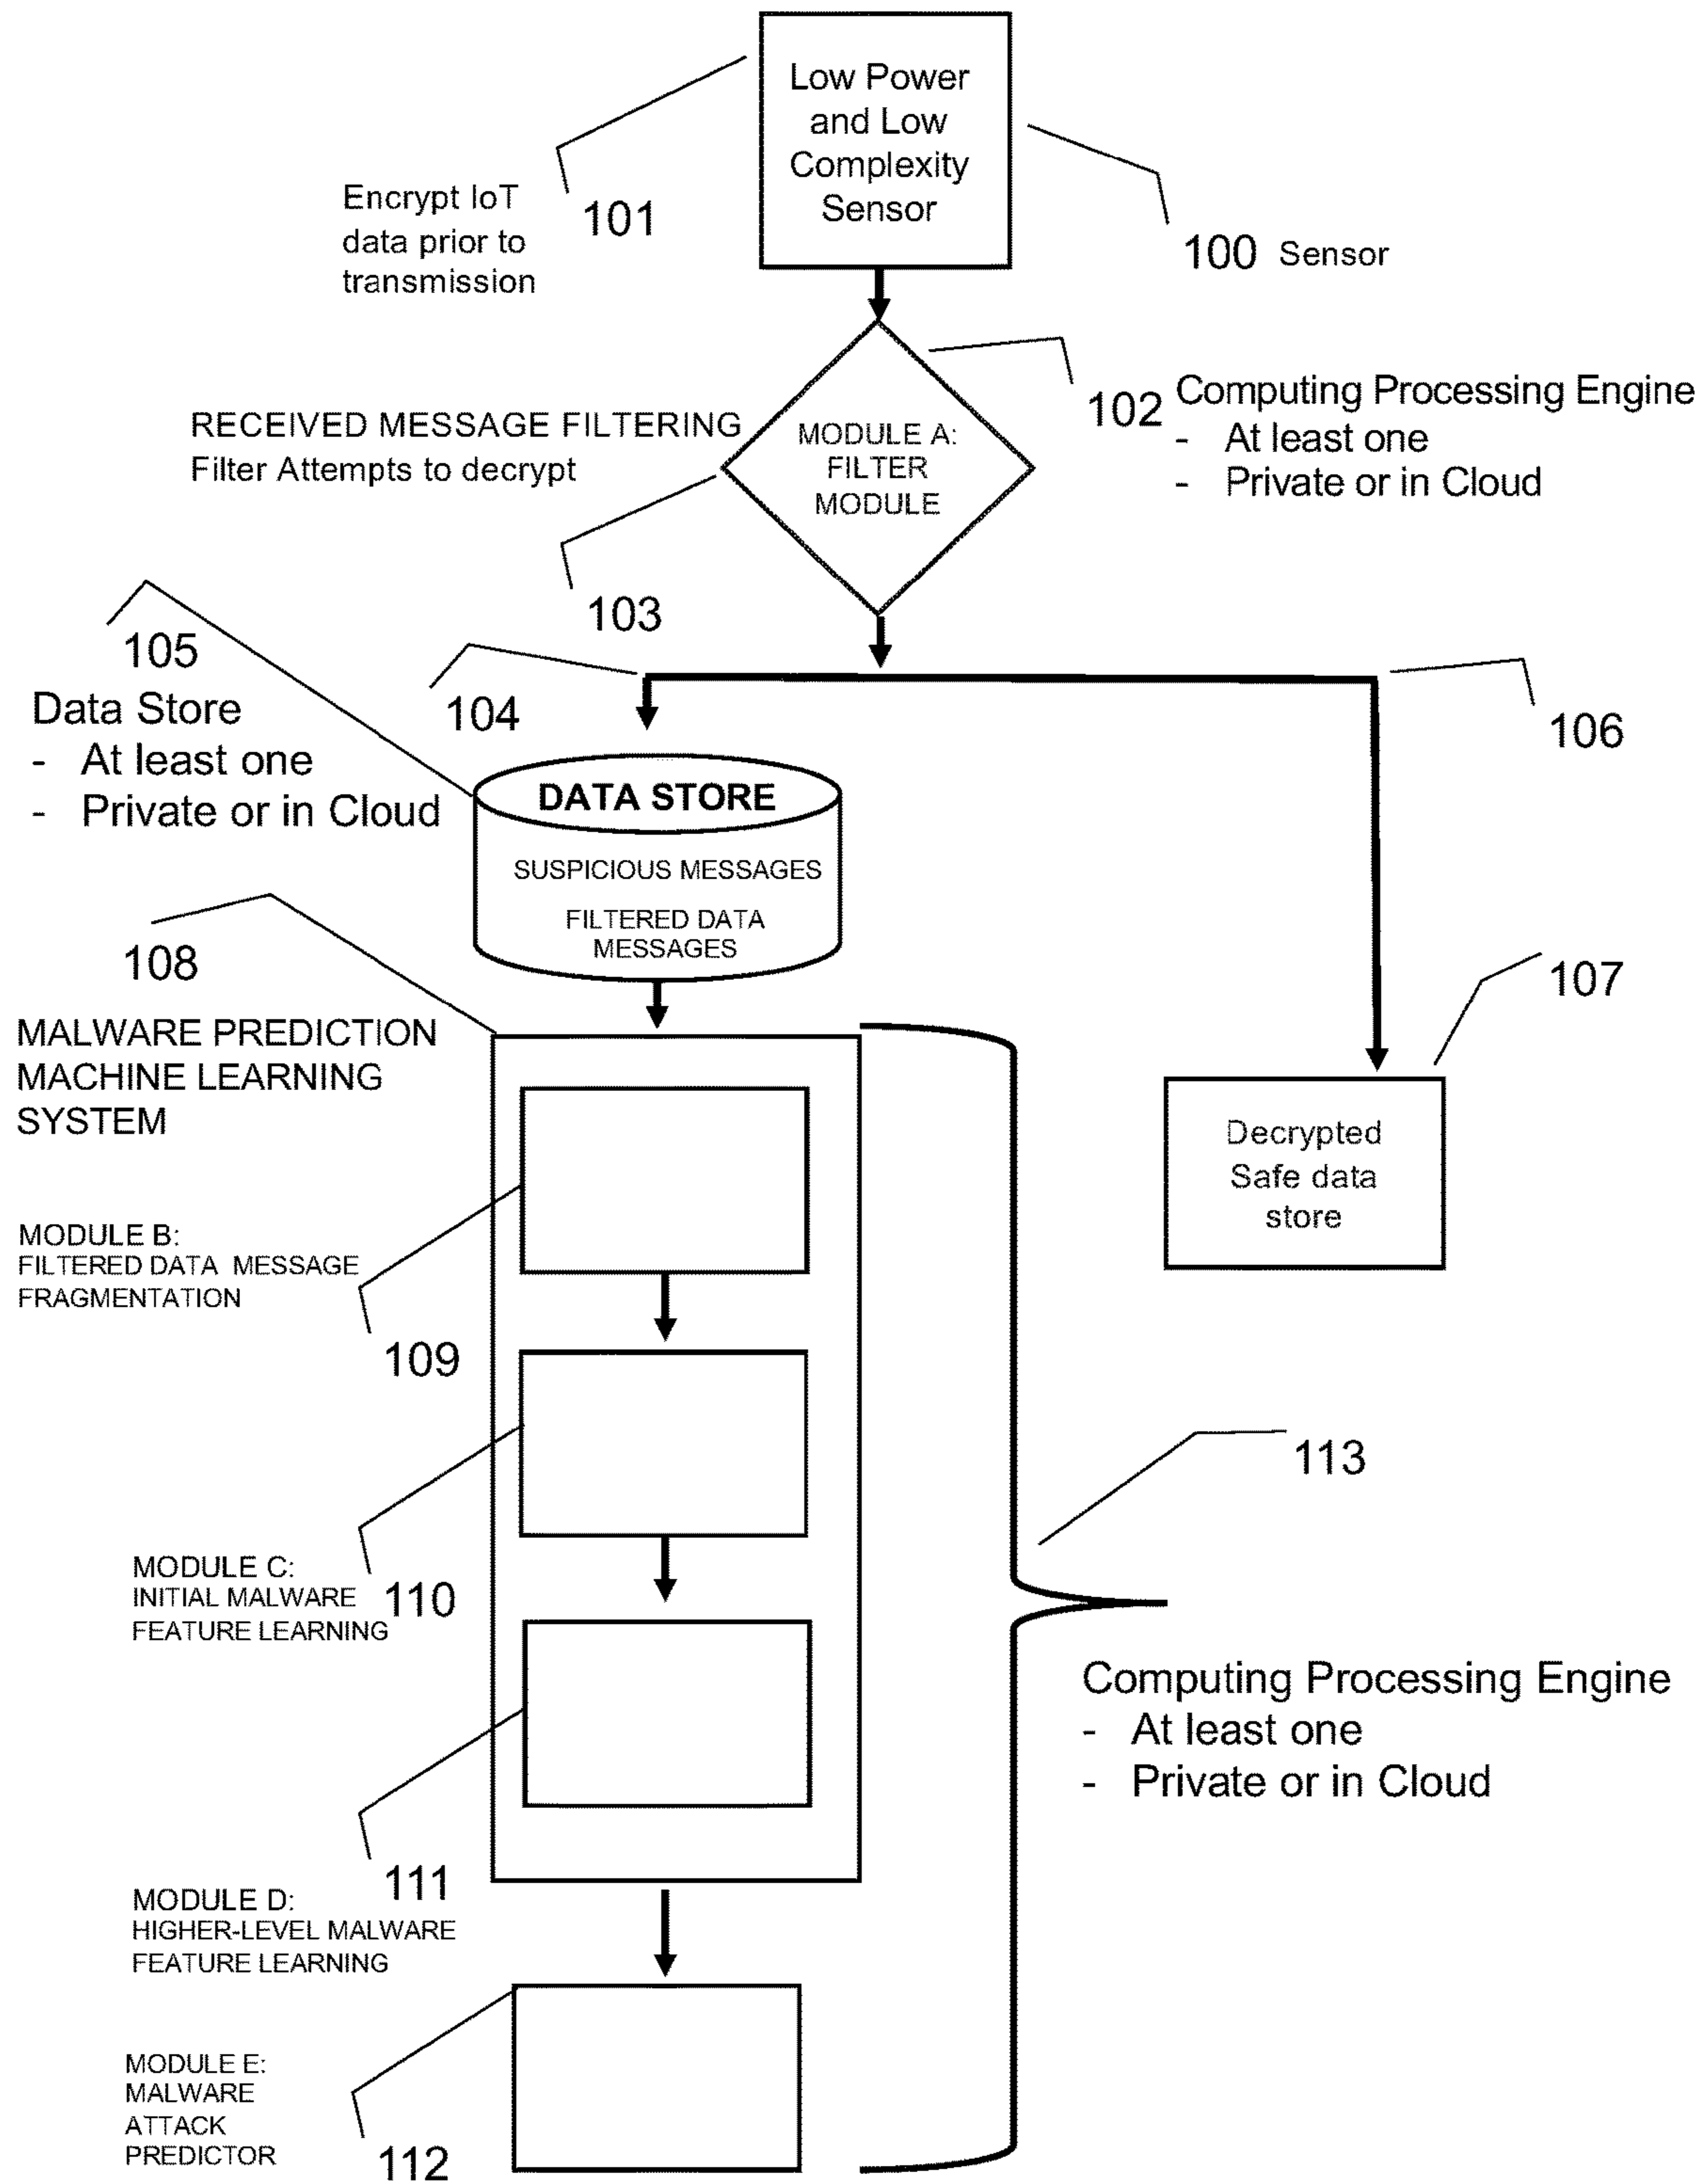 Low Power
and Low
Complexity
Sensor
Encrypt IoT
data prior to
transmission
101
100 Sensor
RECEIVED MESSAGE FILTERING
Filter Attempts to decrypt
MODULE A:
FILTER
MODULE
102 Computing Processing Engine
- At least one
- Private or in Cloud
103
105
Data Store
- At least one
- Private or in Cloud
104
106
DATA STORE
SUSPICIOUS MESSAGES
FILTERED DATA
MESSAGES
108
MALWARE PREDICTION
MACHINE LEARNING
SYSTEM
107
Decrypted
Safe data
store
MODULE B:
FILTERED DATA MESSAGE
FRAGMENTATION
109
113
MODULE C:
INITIAL MALWARE
FEATURE LEARNING
110
Computing Processing Engine
- At least one
- Private or in Cloud
111
MODULE D:
HIGHER-LEVEL MALWARE
FEATURE LEARNING
MODULE E:
MALWARE
ATTACK
PREDICTOR
112